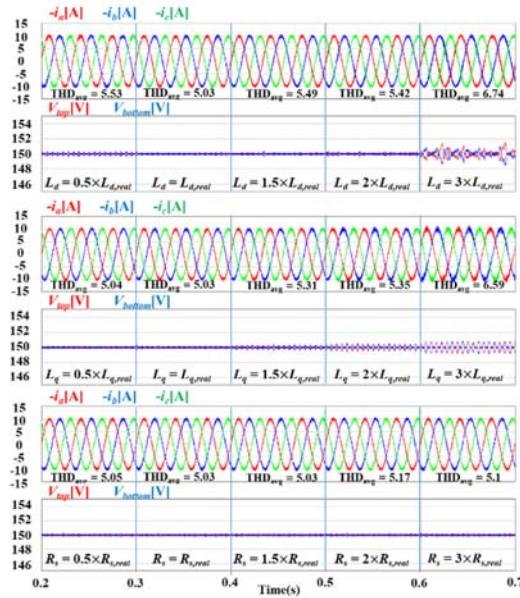 -ia[A] -ib[A] -ic[A]
15
10
5
0
-5
-10
-15
THDavg = 5.53 THDavg = 5.03 THDavg = 5.49 THDavg = 5.42 THDavg = 6.74
Vtop[V] Vbottom[V]
154
152
150
148
146
Ld = 0.5×Ld,real Ld = Ld,real Ld = 1.5×Ld,real Ld = 2×Ld,real Ld = 3×Ld,real
-ia[A] -ib[A] -ic[A]
15
10
5
0
-5
-10
-15
THDavg = 5.04 THDavg = 5.03 THDavg = 5.31 THDavg = 5.35 THDavg = 6.59
Vtop[V] Vbottom[V]
154
152
150
148
146
Lq = 0.5×Lq,real Lq = Lq,real Lq = 1.5×Lq,real Lq = 2×Lq,real Lq = 3×Lq,real
-ia[A] -ib[A] -ic[A]
15
10
5
0
-5
-10
-15
THDavg = 5.05 THDavg = 5.03 THDavg = 5.03 THDavg = 5.17 THDavg = 5.1
Vtop[V] Vbottom[V]
154
152
150
148
146
Rs = 0.5×Rs,real Rs = Rs,real Rs = 1.5×Rs,real Rs = 2×Rs,real Rs = 3×Rs,real
0.2 0.3 0.4 0.5 0.6 0.7
Time(s)